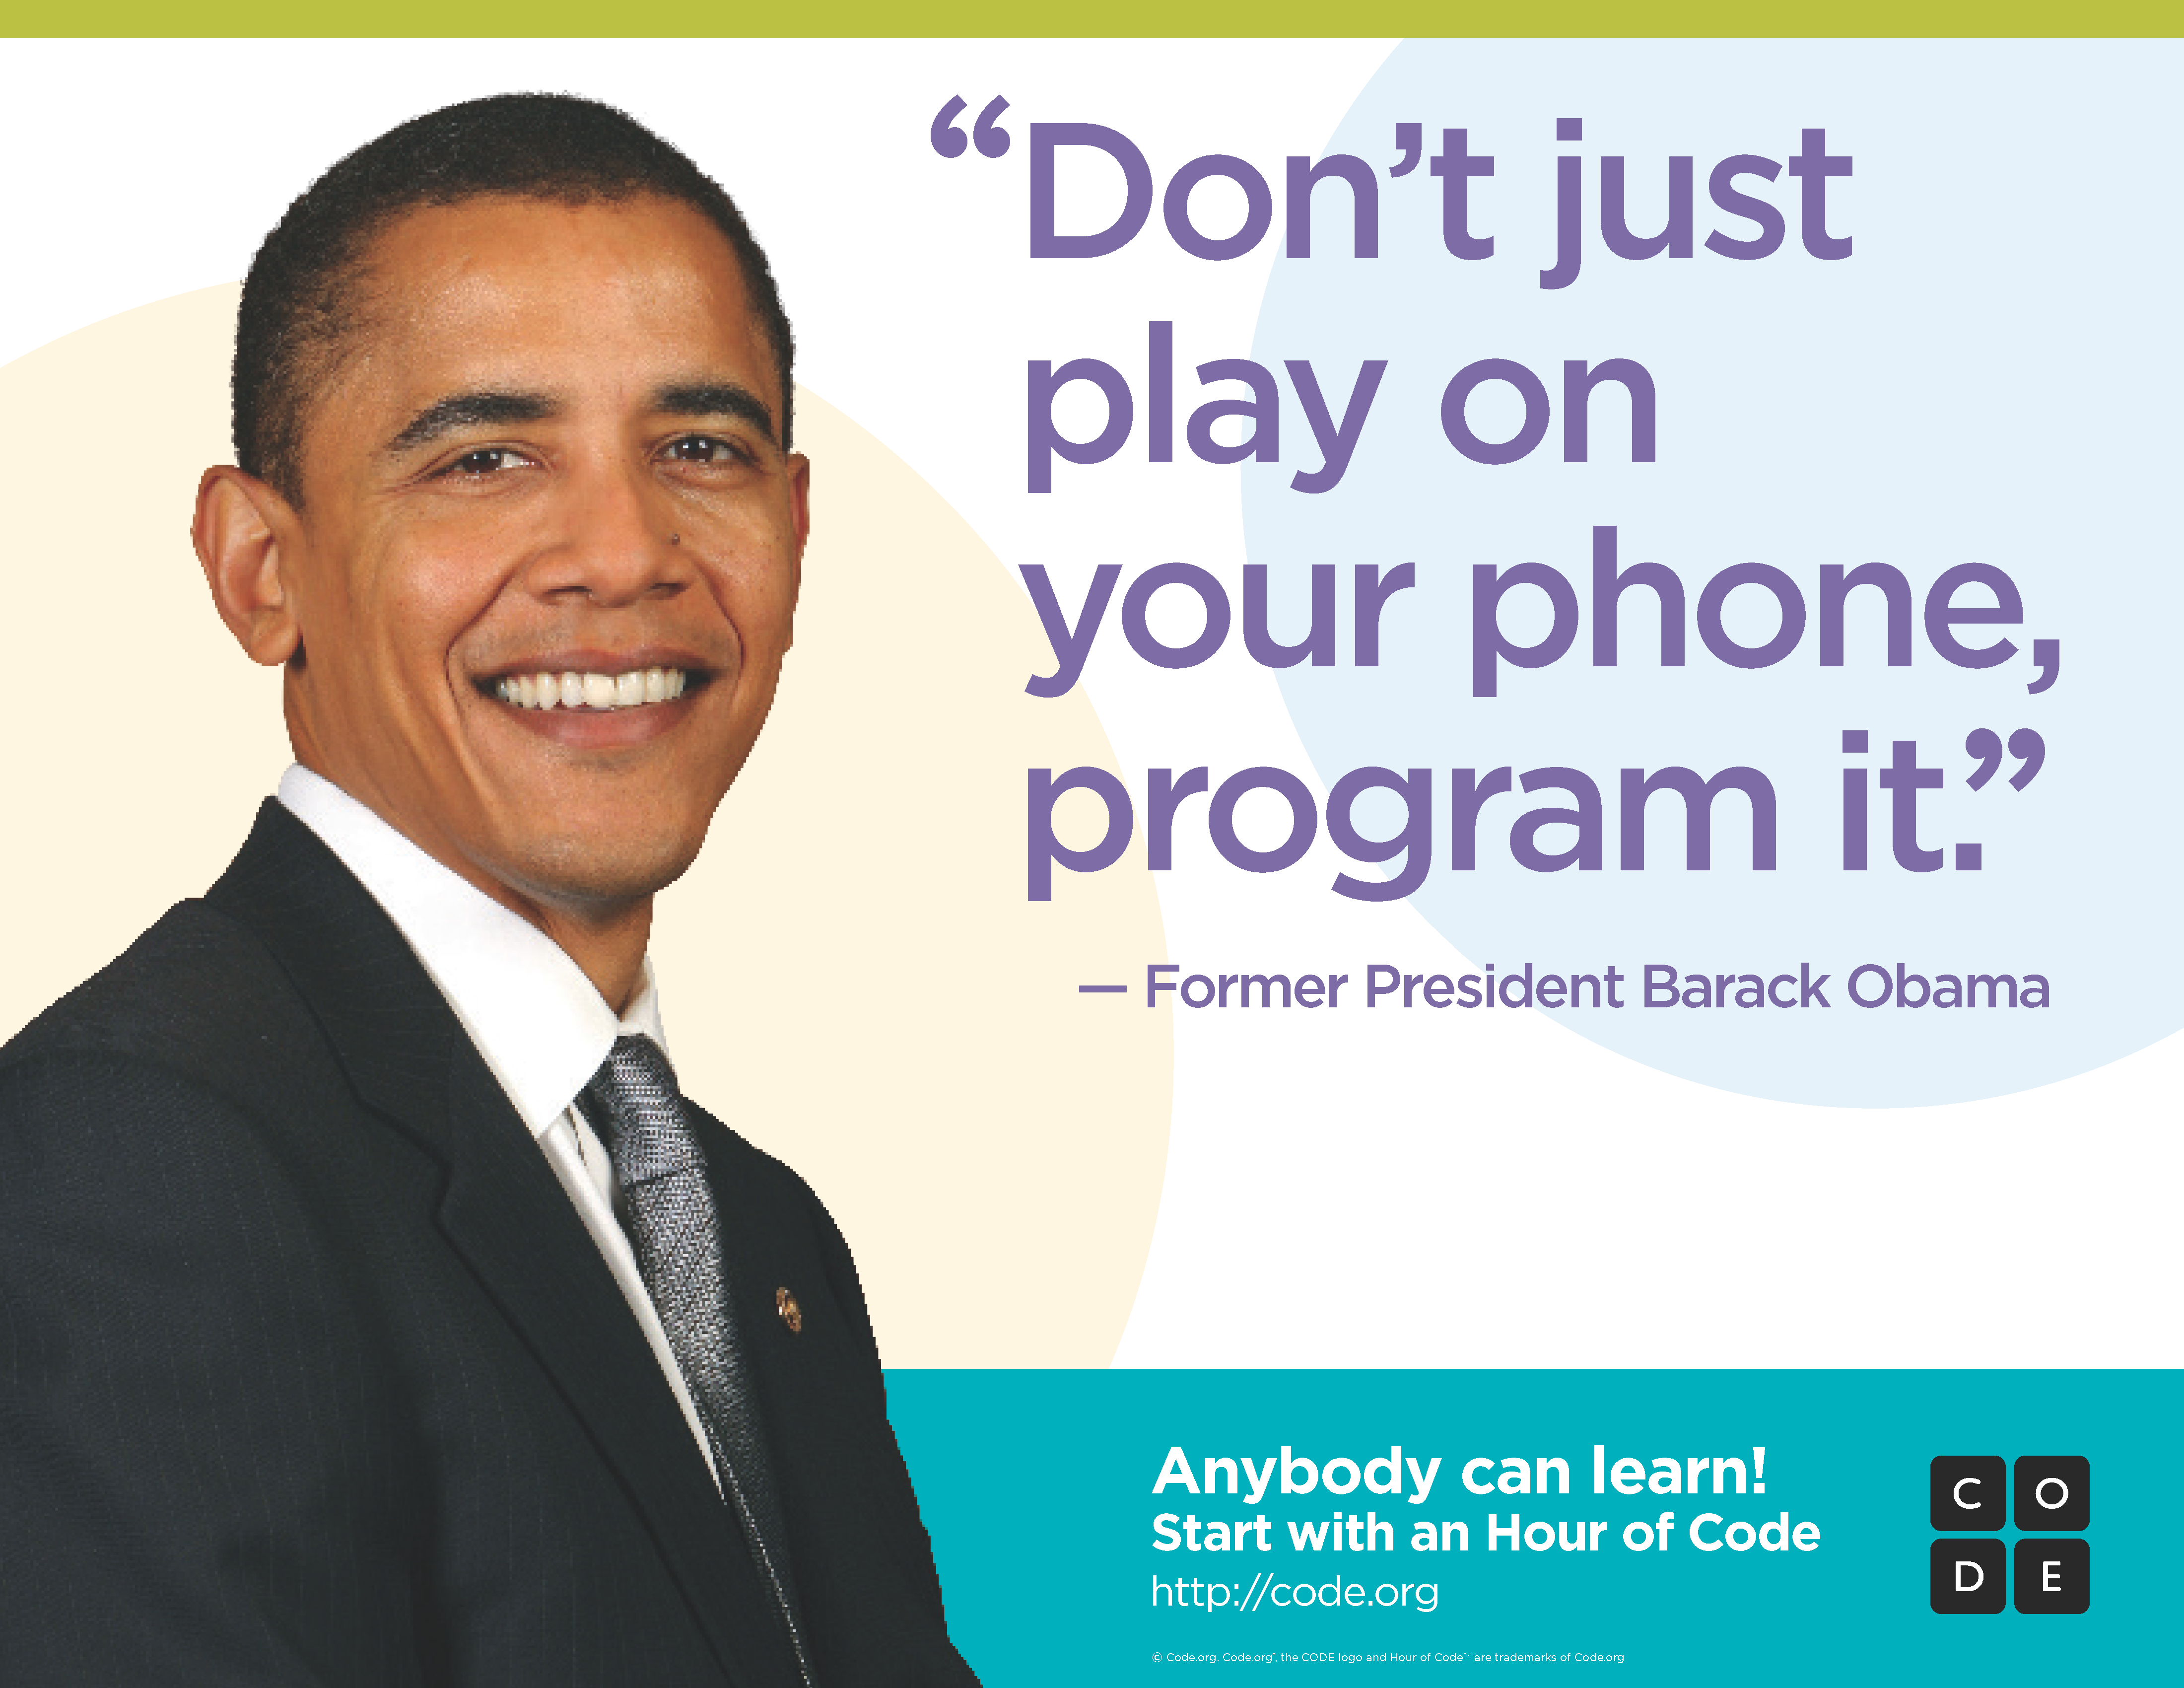 “Don’t just
play on
your phone,
program it.”
— Former President Barack Obama
Anybody can learn!
Start with an Hour of Code
http://code.org
C O
D E
© Code.org. Code.org®, the CODE logo and Hour of Code™ are trademarks of Code.org